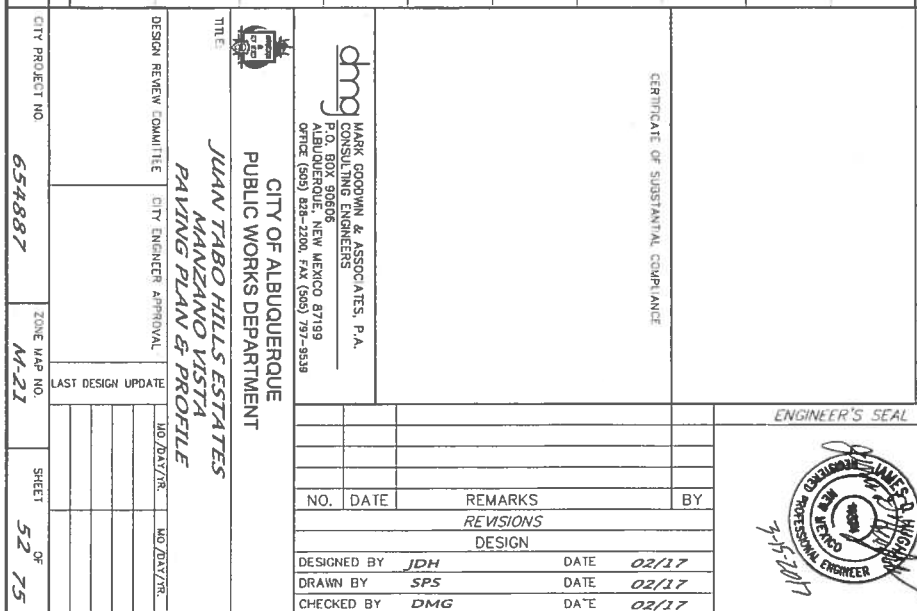 ENGINEER'S SEAL
REGISTERED PROFESSIONAL ENGINEER
NEW MEXICO
3-15-2017
NO. DATE REMARKS BY
REVISIONS
DESIGN
DESIGNED BY JDH DATE 02/17
DRAWN BY SPS DATE 02/17
CHECKED BY DMG DATE 02/17
CERTIFICATE OF SUBSTANTIAL COMPLIANCE
dmg
MARK GOODWIN & ASSOCIATES, P.A.
CONSULTING ENGINEERS
P.O. BOX 90606
ALBUQUERQUE, NEW MEXICO 87199
OFFICE (505) 828-2200, FAX (505) 797-9539
CITY OF ALBUQUERQUE
PUBLIC WORKS DEPARTMENT
TITLE:
JUAN TABO HILLS ESTATES
MANZANO VISTA
PAVING PLAN & PROFILE
DESIGN REVIEW COMMITTEE
CITY ENGINEER APPROVAL
MO./DAY/YR.
MO./DAY/YR.
LAST DESIGN UPDATE
CITY PROJECT NO.
654887
ZONE MAP NO.
M-21
SHEET OF
52 75